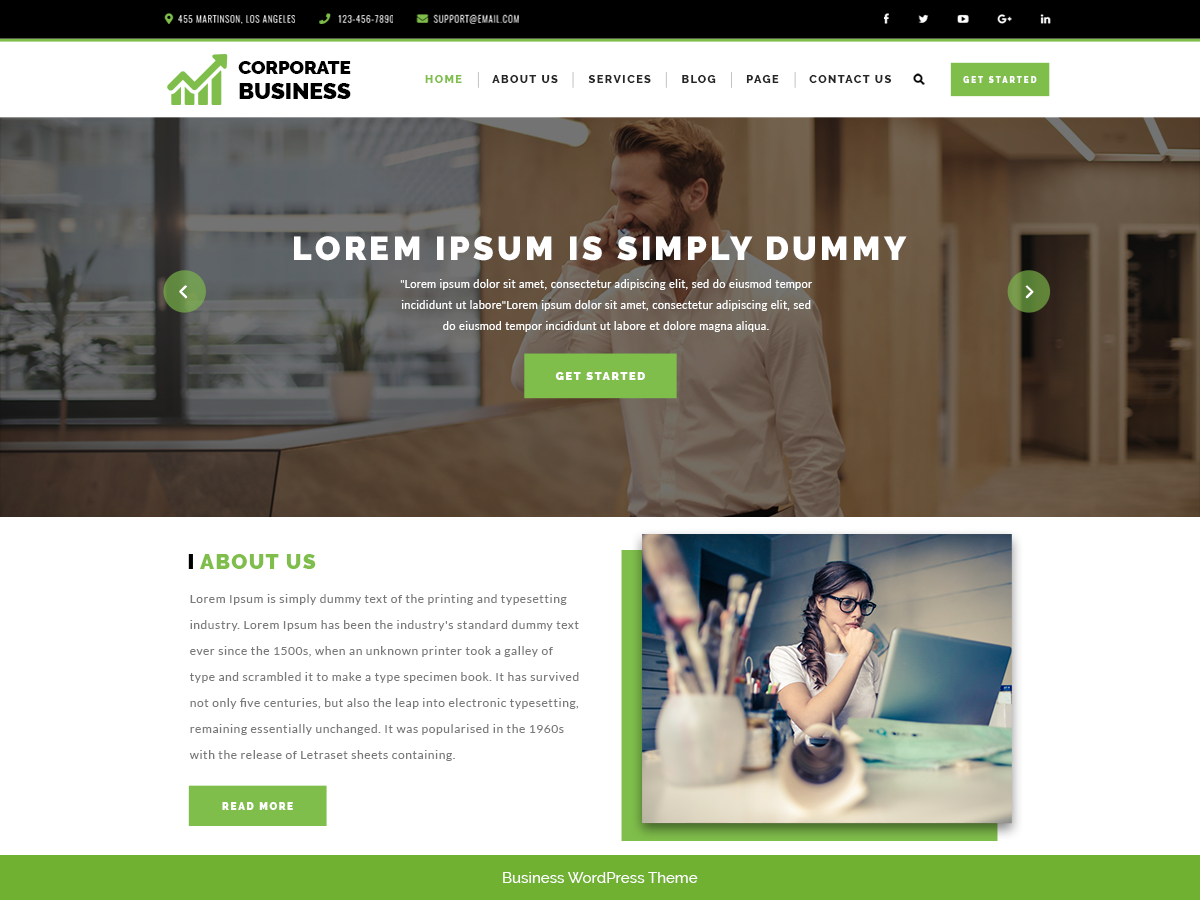 455 MARTINSON, LOS ANGELES 123-456-7890 SUPPORT@EMAIL.COM
CORPORATE
BUSINESS
HOME ABOUT US SERVICES BLOG PAGE CONTACT US GET STARTED
LOREM IPSUM IS SIMPLY DUMMY
"Lorem ipsum dolor sit amet, consectetur adipiscing elit, sed do eiusmod tempor
incididunt ut labore"Lorem ipsum dolor sit amet, consectetur adipiscing elit, sed
do eiusmod tempor incididunt ut labore et dolore magna aliqua.
GET STARTED
ABOUT US
Lorem Ipsum is simply dummy text of the printing and typesetting
industry. Lorem Ipsum has been the industry's standard dummy text
ever since the 1500s, when an unknown printer took a galley of
type and scrambled it to make a type specimen book. It has survived
not only five centuries, but also the leap into electronic typesetting,
remaining essentially unchanged. It was popularised in the 1960s
with the release of Letraset sheets containing.
READ MORE
Business WordPress Theme